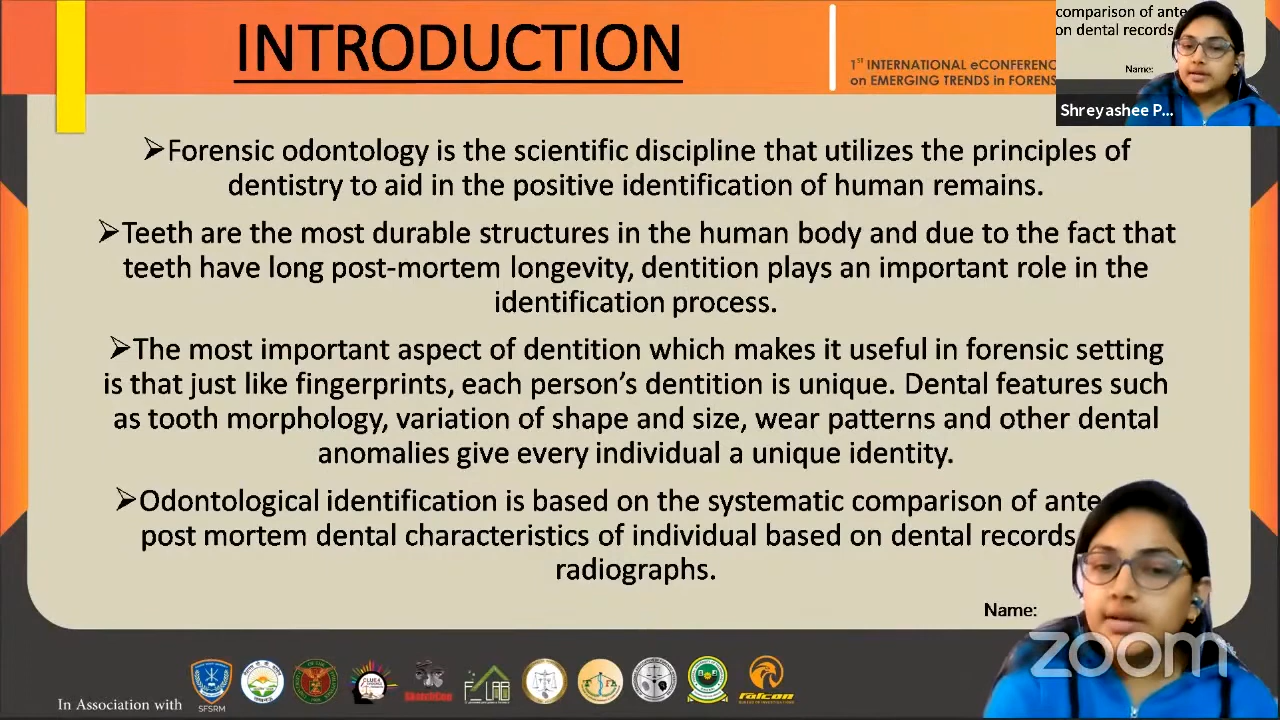 INTRODUCTION
1ST INTERNATIONAL eCONFERENC
on EMERGING TRENDS in FORENS
comparison of ante
on dental records
Name:
Shreyashee P...
➢Forensic odontology is the scientific discipline that utilizes the principles of
dentistry to aid in the positive identification of human remains.
➢Teeth are the most durable structures in the human body and due to the fact that
teeth have long post-mortem longevity, dentition plays an important role in the
identification process.
➢The most important aspect of dentition which makes it useful in forensic setting
is that just like fingerprints, each person’s dentition is unique. Dental features such
as tooth morphology, variation of shape and size, wear patterns and other dental
anomalies give every individual a unique identity.
➢Odontological identification is based on the systematic comparison of ante
post mortem dental characteristics of individual based on dental records
radiographs.
Name:
zoom
In Association with
SFSRM
falcon